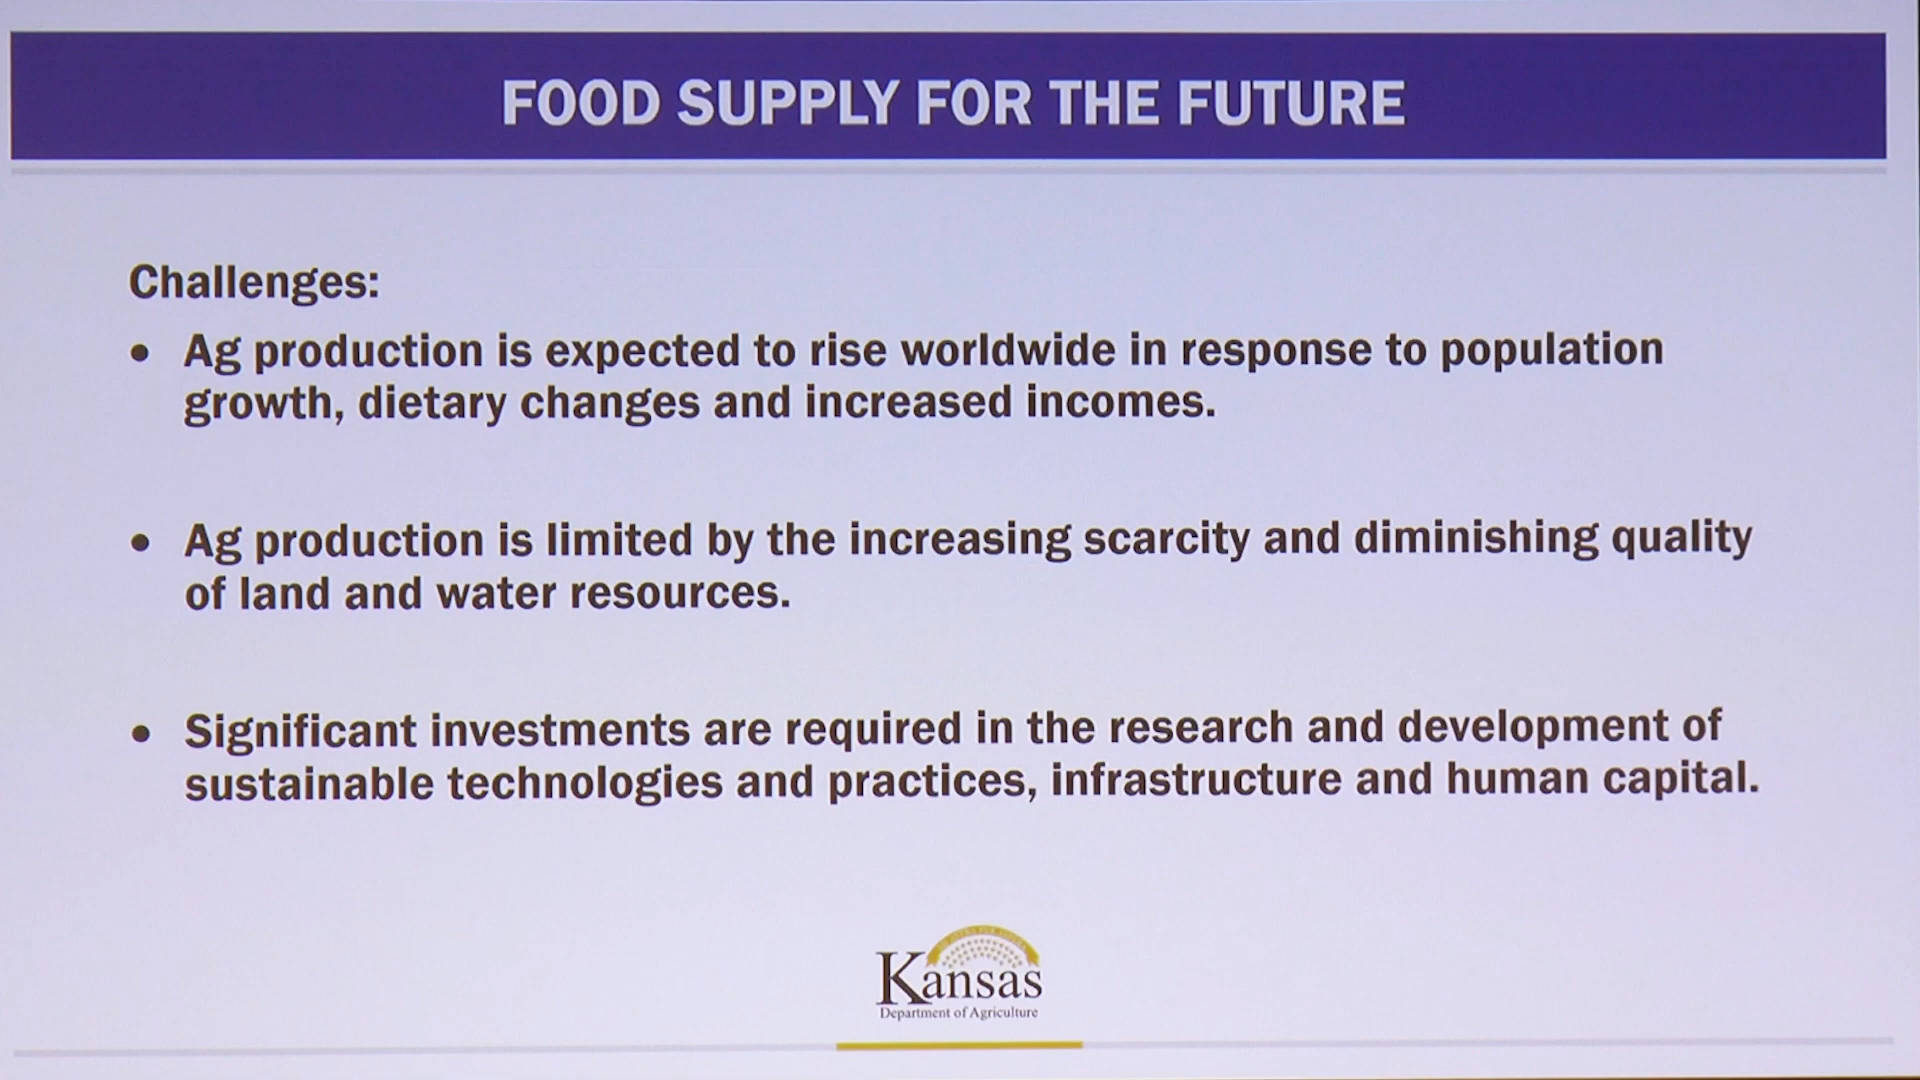 FOOD SUPPLY FOR THE FUTURE
Challenges:
• Ag production is expected to rise worldwide in response to population
growth, dietary changes and increased incomes.
• Ag production is limited by the increasing scarcity and diminishing quality
of land and water resources.
• Significant investments are required in the research and development of
sustainable technologies and practices, infrastructure and human capital.
Kansas
Department of Agriculture